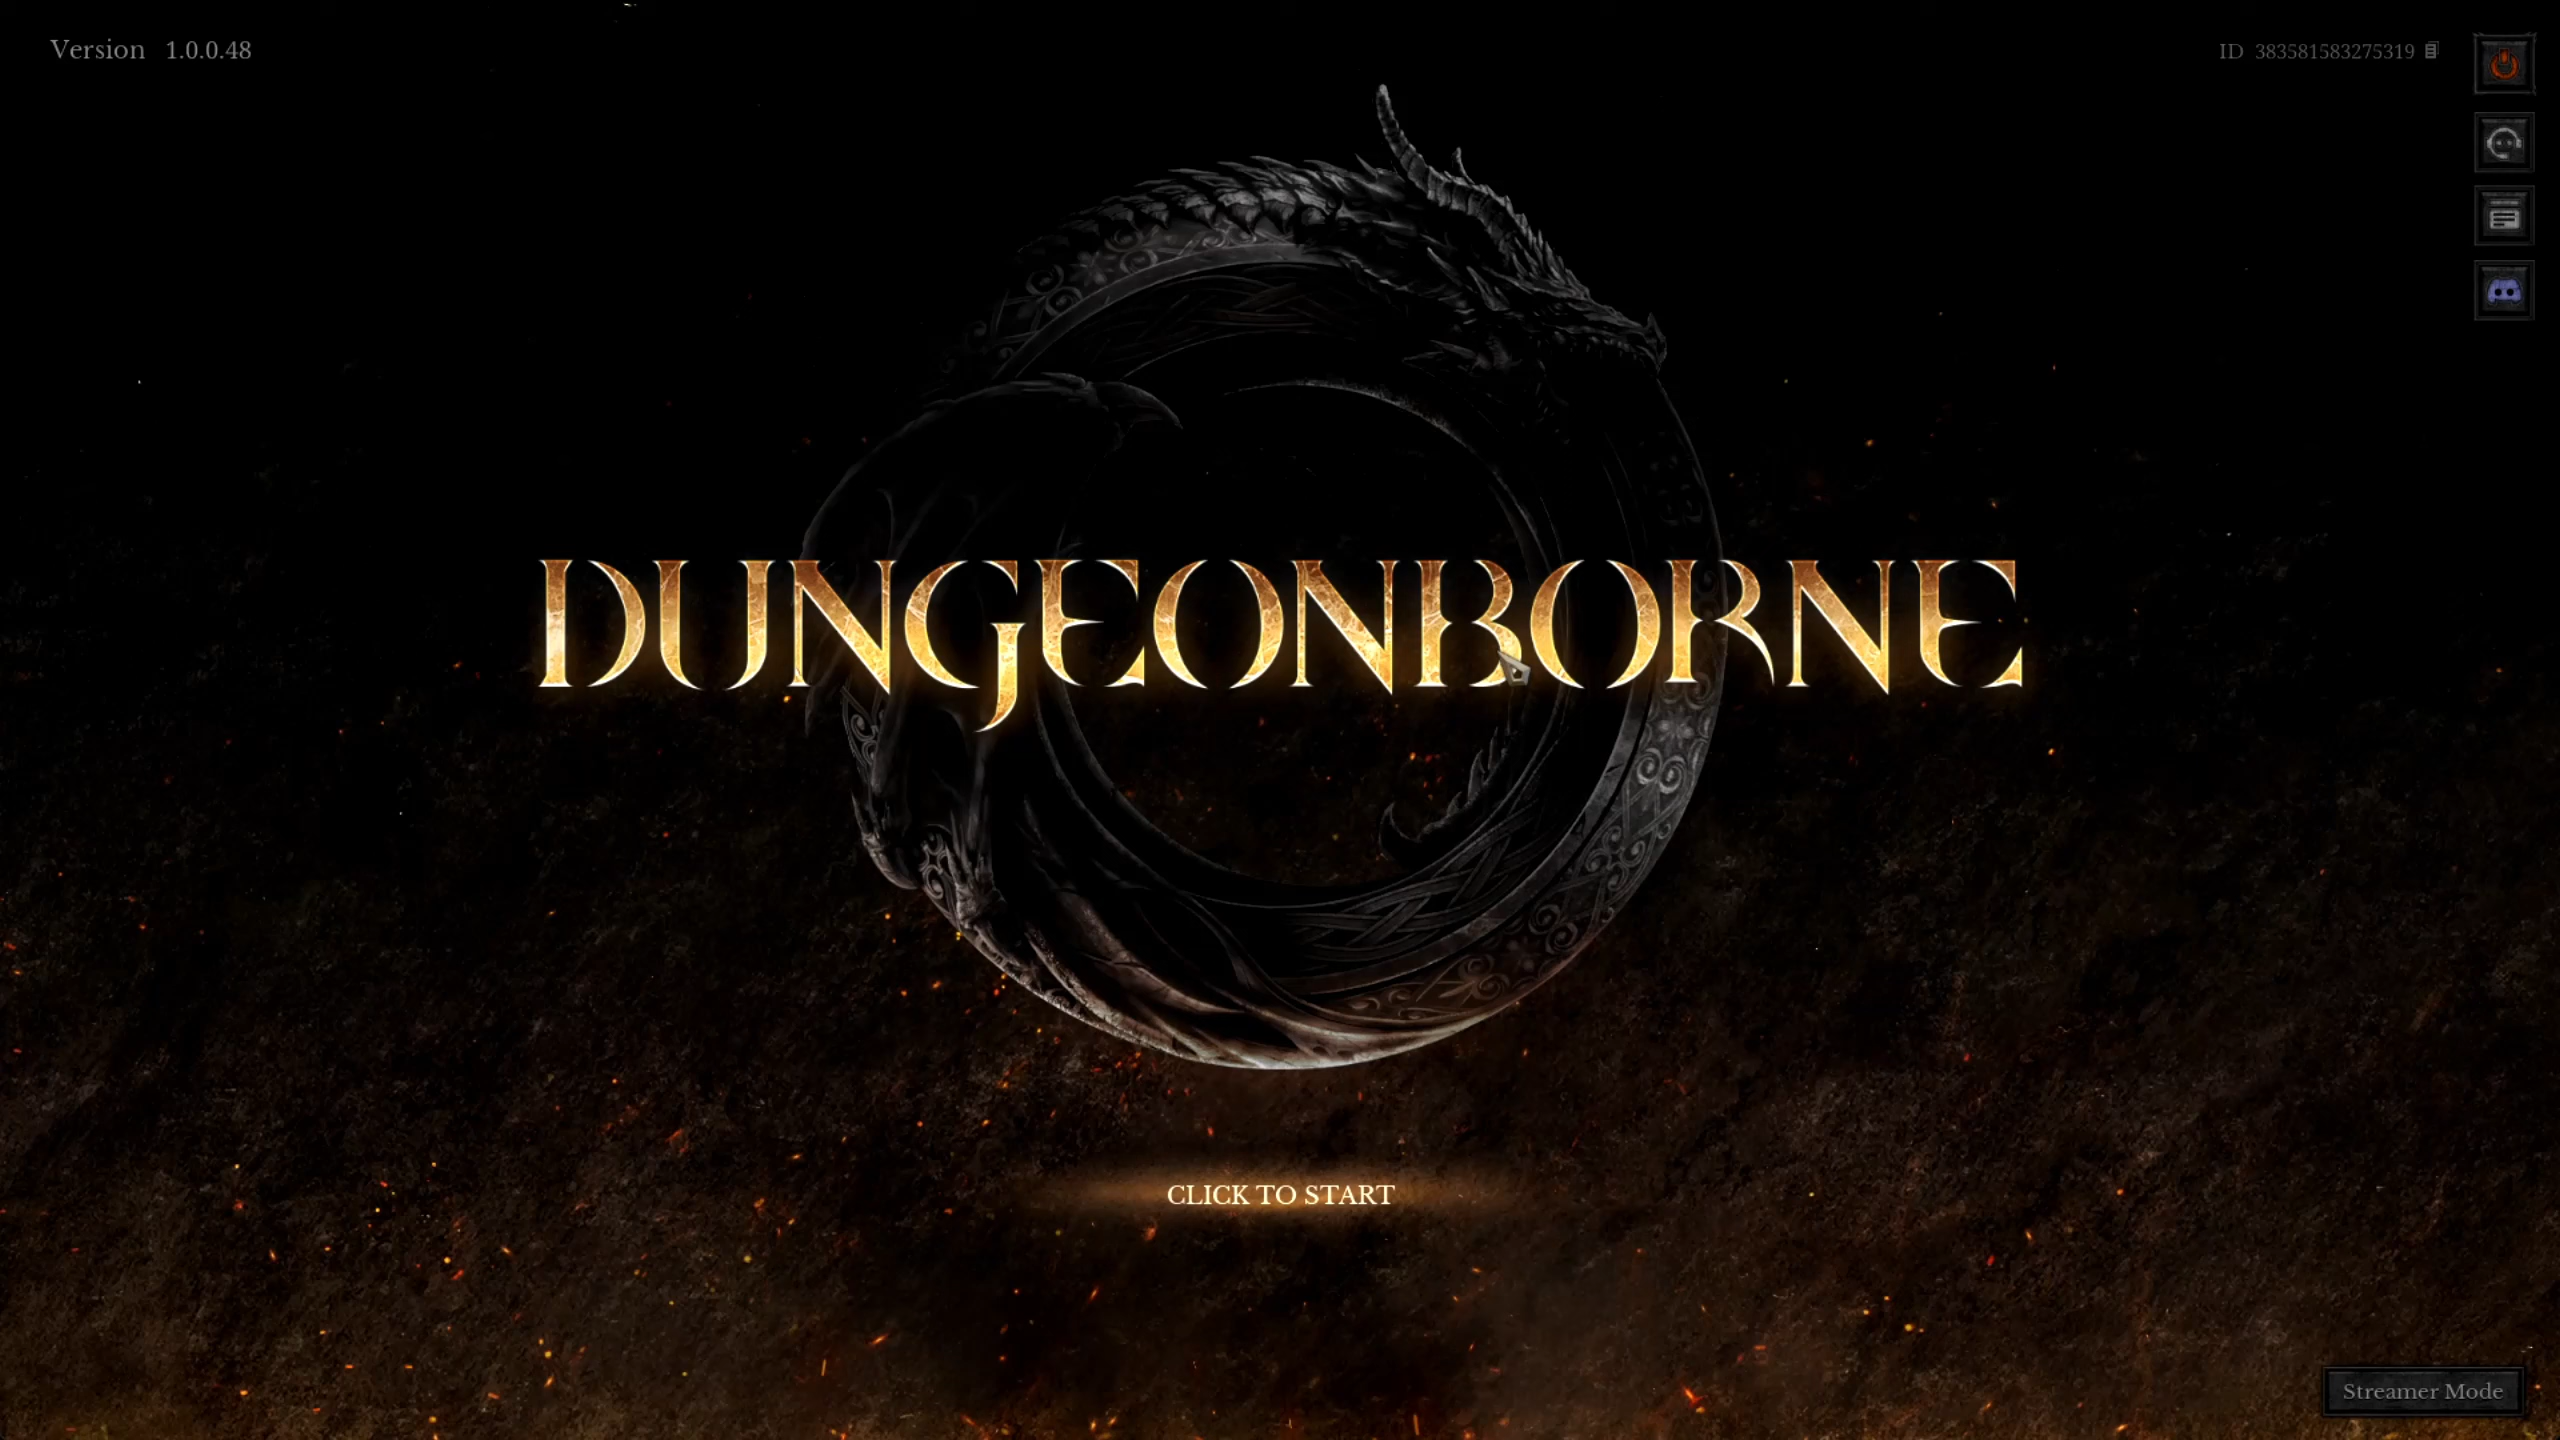 Version 1.0.0.48
ID 383581583275319
DUNGEONBORNE
CLICK TO START
Streamer Mode